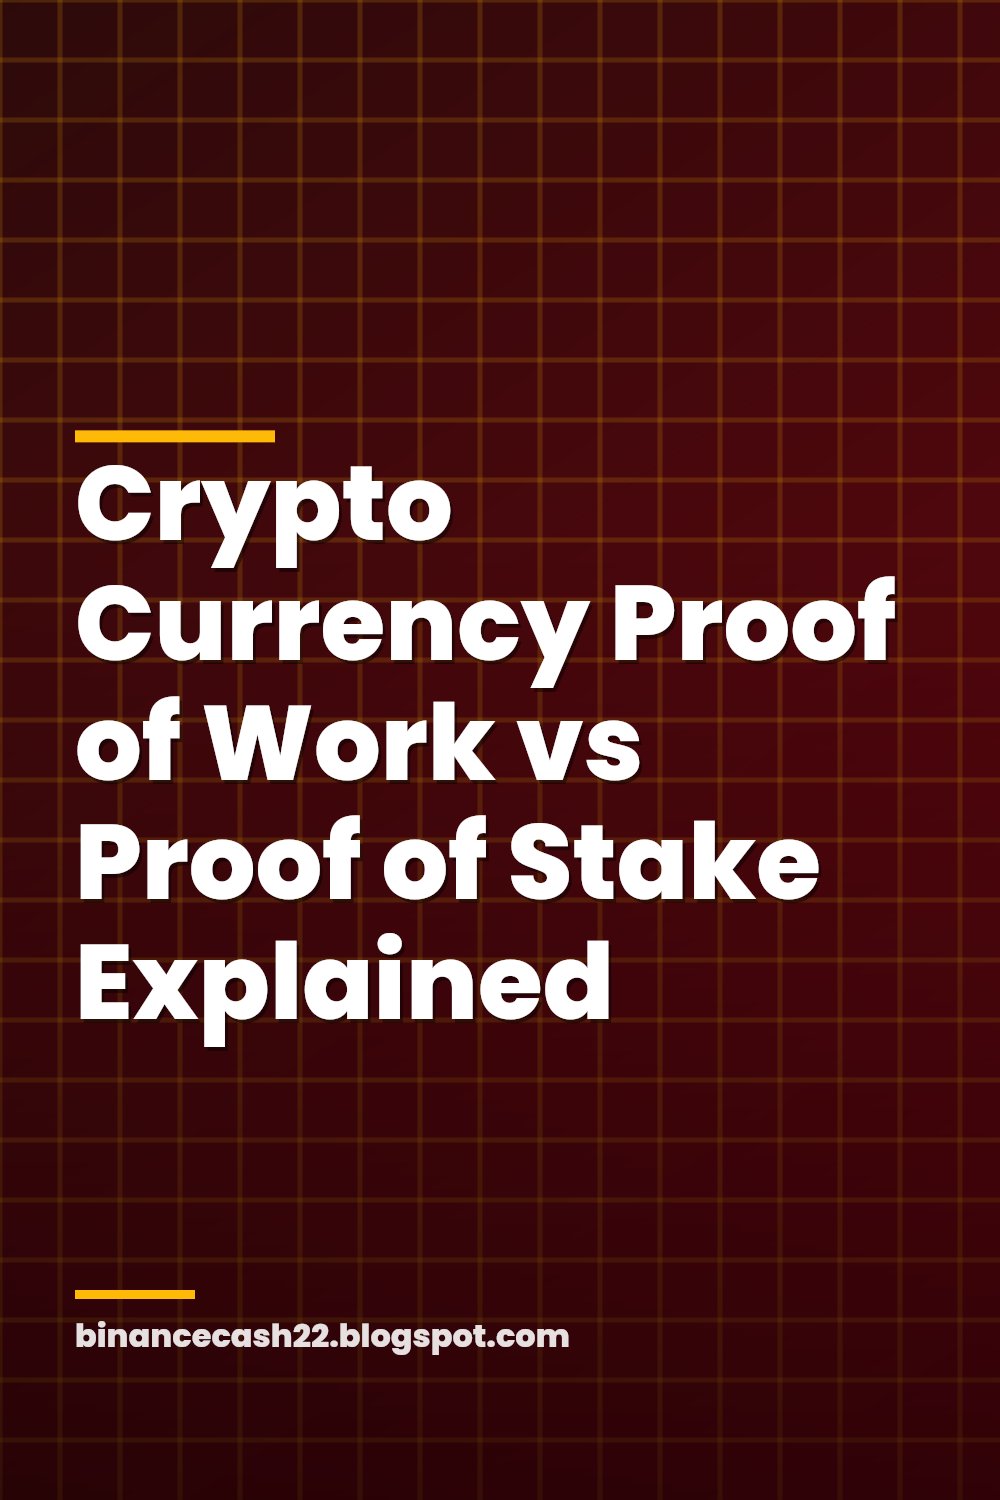 Crypto
Currency Proof
of Work vs
Proof of Stake
Explained
binancecash22.blogspot.com